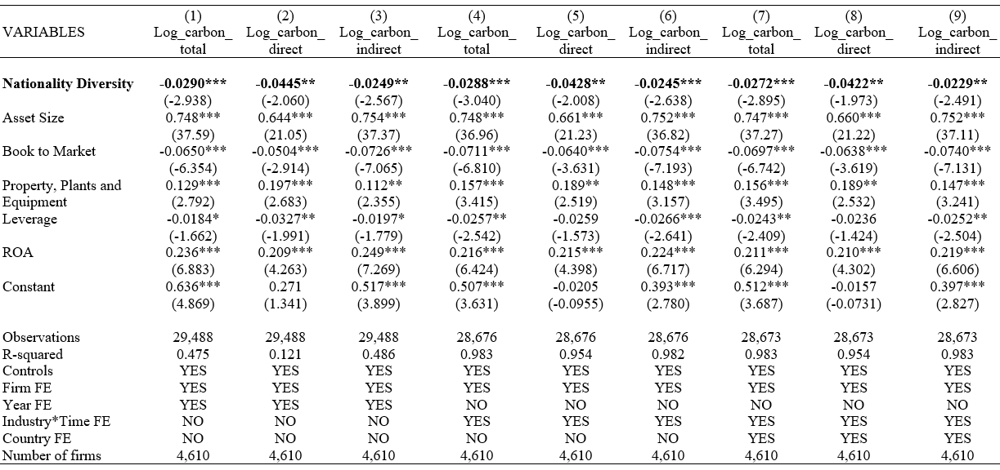 (1) (2) (3) (4) (5) (6) (7) (8) (9)
VARIABLES Log_carbon_ Log_carbon_ Log_carbon_ Log_carbon_ Log_carbon_ Log_carbon_ Log_carbon_ Log_carbon_ Log_carbon_
total direct indirect total direct indirect total direct indirect
Nationality Diversity -0.0290*** -0.0445** -0.0249** -0.0288*** -0.0428** -0.0245*** -0.0272*** -0.0422** -0.0229**
(-2.938) (-2.060) (-2.567) (-3.040) (-2.008) (-2.638) (-2.895) (-1.973) (-2.491)
Asset Size 0.748*** 0.644*** 0.754*** 0.748*** 0.661*** 0.752*** 0.747*** 0.660*** 0.752***
(37.59) (21.05) (37.37) (36.96) (21.23) (36.82) (37.27) (21.22) (37.11)
Book to Market -0.0650*** -0.0504*** -0.0726*** -0.0711*** -0.0640*** -0.0754*** -0.0697*** -0.0638*** -0.0740***
(-6.354) (-2.914) (-7.065) (-6.810) (-3.631) (-7.193) (-6.742) (-3.619) (-7.131)
Property, Plants and 0.129*** 0.197*** 0.112** 0.157*** 0.189** 0.148*** 0.156*** 0.189** 0.147***
Equipment (2.792) (2.683) (2.355) (3.415) (2.519) (3.157) (3.495) (2.532) (3.241)
Leverage -0.0184* -0.0327** -0.0197* -0.0257** -0.0259 -0.0266*** -0.0243** -0.0236 -0.0252**
(-1.662) (-1.991) (-1.779) (-2.542) (-1.573) (-2.641) (-2.409) (-1.424) (-2.504)
ROA 0.236*** 0.209*** 0.249*** 0.216*** 0.215*** 0.224*** 0.211*** 0.210*** 0.219***
(6.883) (4.263) (7.269) (6.424) (4.398) (6.717) (6.294) (4.302) (6.606)
Constant 0.636*** 0.271 0.517*** 0.507*** -0.0205 0.393*** 0.512*** -0.0157 0.397***
(4.869) (1.341) (3.899) (3.631) (-0.0955) (2.780) (3.687) (-0.0731) (2.827)
Observations 29,488 29,488 29,488 28,676 28,676 28,676 28,673 28,673 28,673
R-squared 0.475 0.121 0.486 0.983 0.954 0.982 0.983 0.954 0.983
Controls YES YES YES YES YES YES YES YES YES
Firm FE YES YES YES YES YES YES YES YES YES
Year FE YES YES YES NO NO NO NO NO NO
Industry*Time FE NO NO NO YES YES YES YES YES YES
Country FE NO NO NO NO NO NO YES YES YES
Number of firms 4,610 4,610 4,610 4,610 4,610 4,610 4,610 4,610 4,610